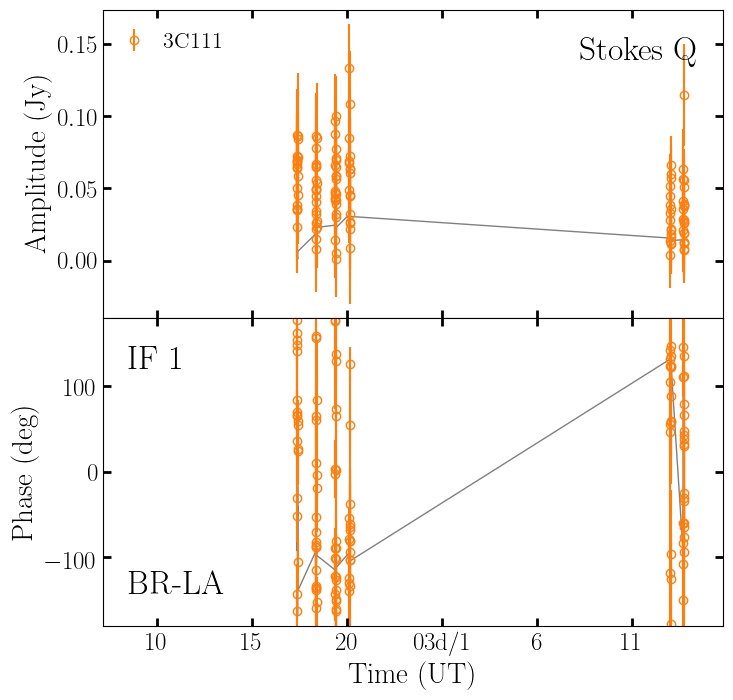 3C111
Stokes Q
Amplitude (Jy)
0.15
0.10
0.05
0.00
IF 1
Phase (deg)
100
0
−100
BR-LA
10 15 20 03d/1 6 11
Time (UT)